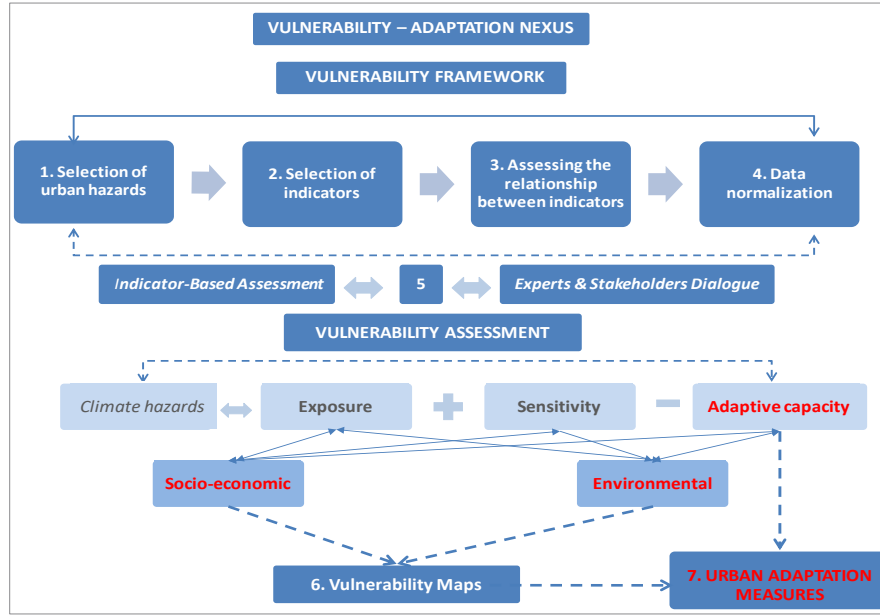 VULNERABILITY – ADAPTATION NEXUS
VULNERABILITY FRAMEWORK
1. Selection of
urban hazards
2. Selection of
indicators
3. Assessing the
relationship
between indicators
4. Data
normalization
Indicator-Based Assessment
5
Experts & Stakeholders Dialogue
VULNERABILITY ASSESSMENT
Climate hazards
Exposure
Sensitivity
Adaptive capacity
Socio-economic
Environmental
6. Vulnerability Maps
7. URBAN ADAPTATION
MEASURES